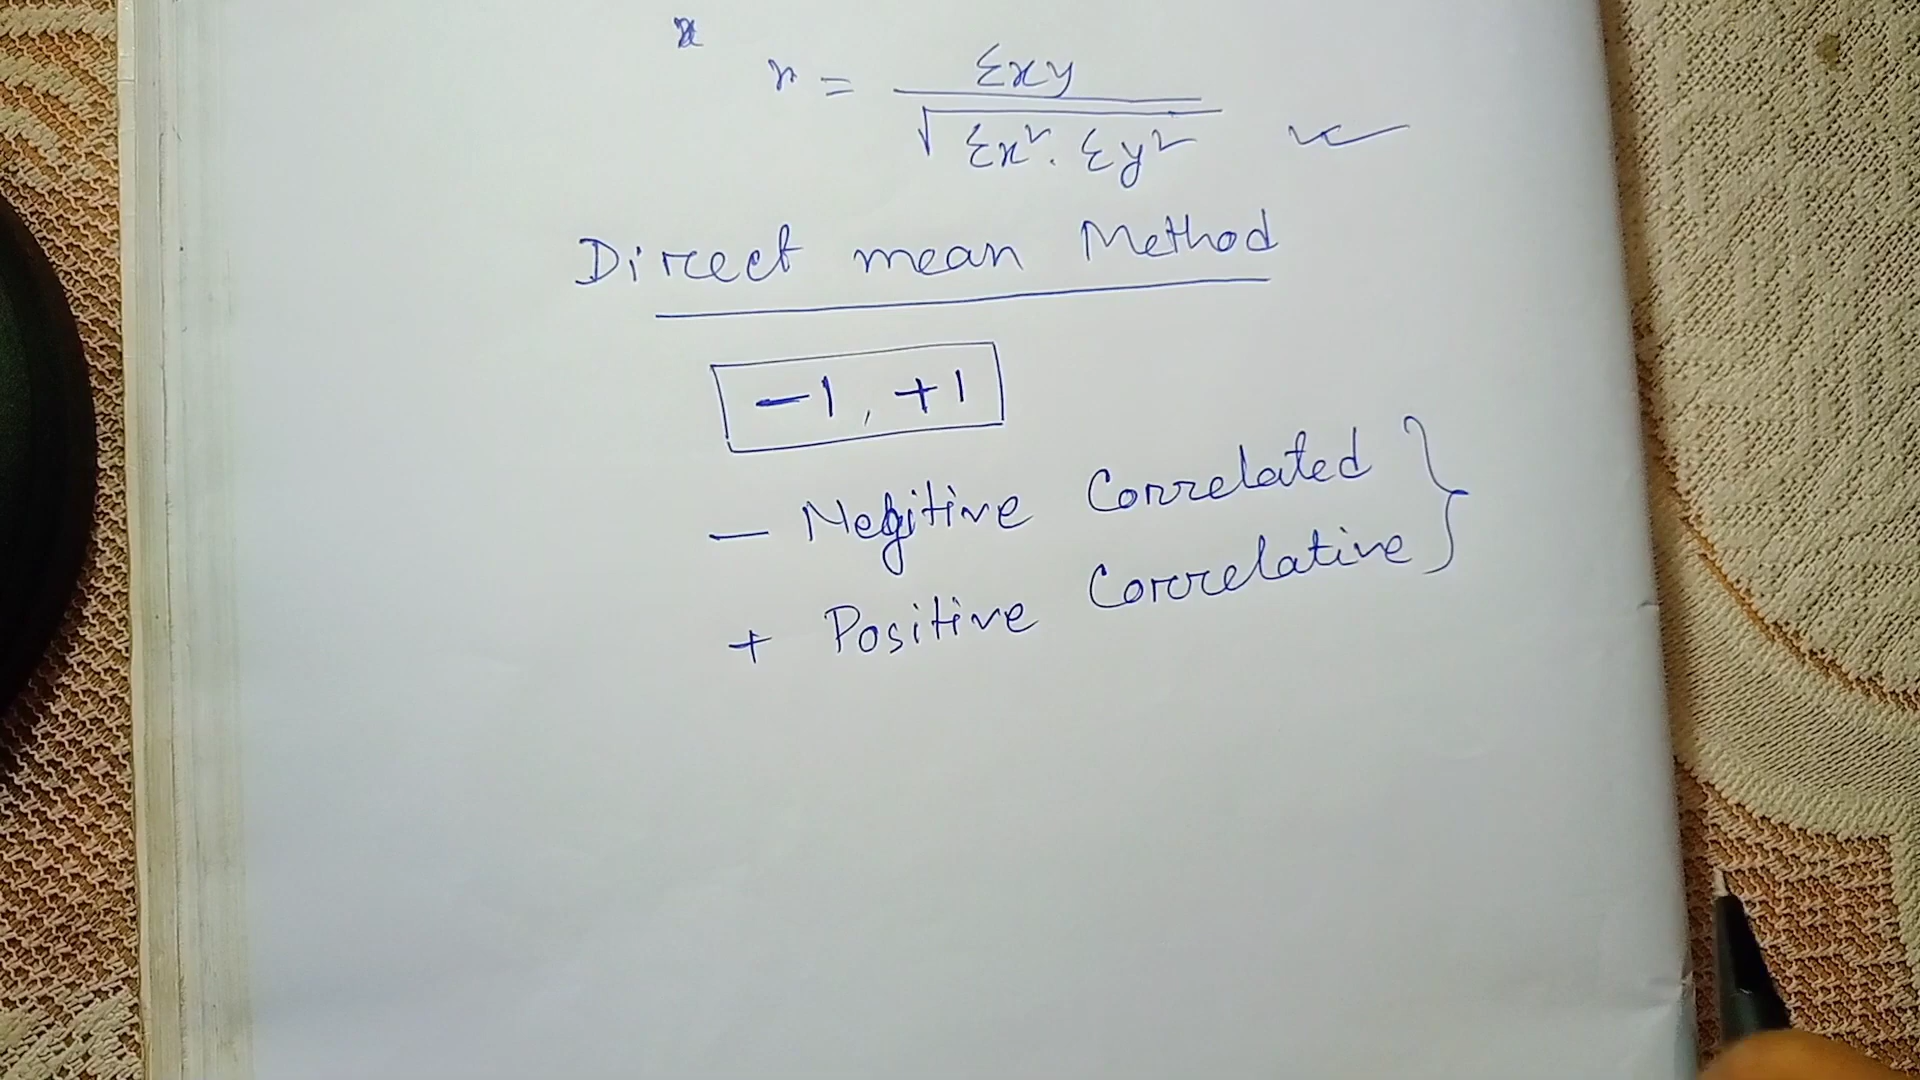 r = Σxy / √Σx². Σy²
Direct mean Method
-1, +1
- Negitive Correlated
+ Positive Correlative